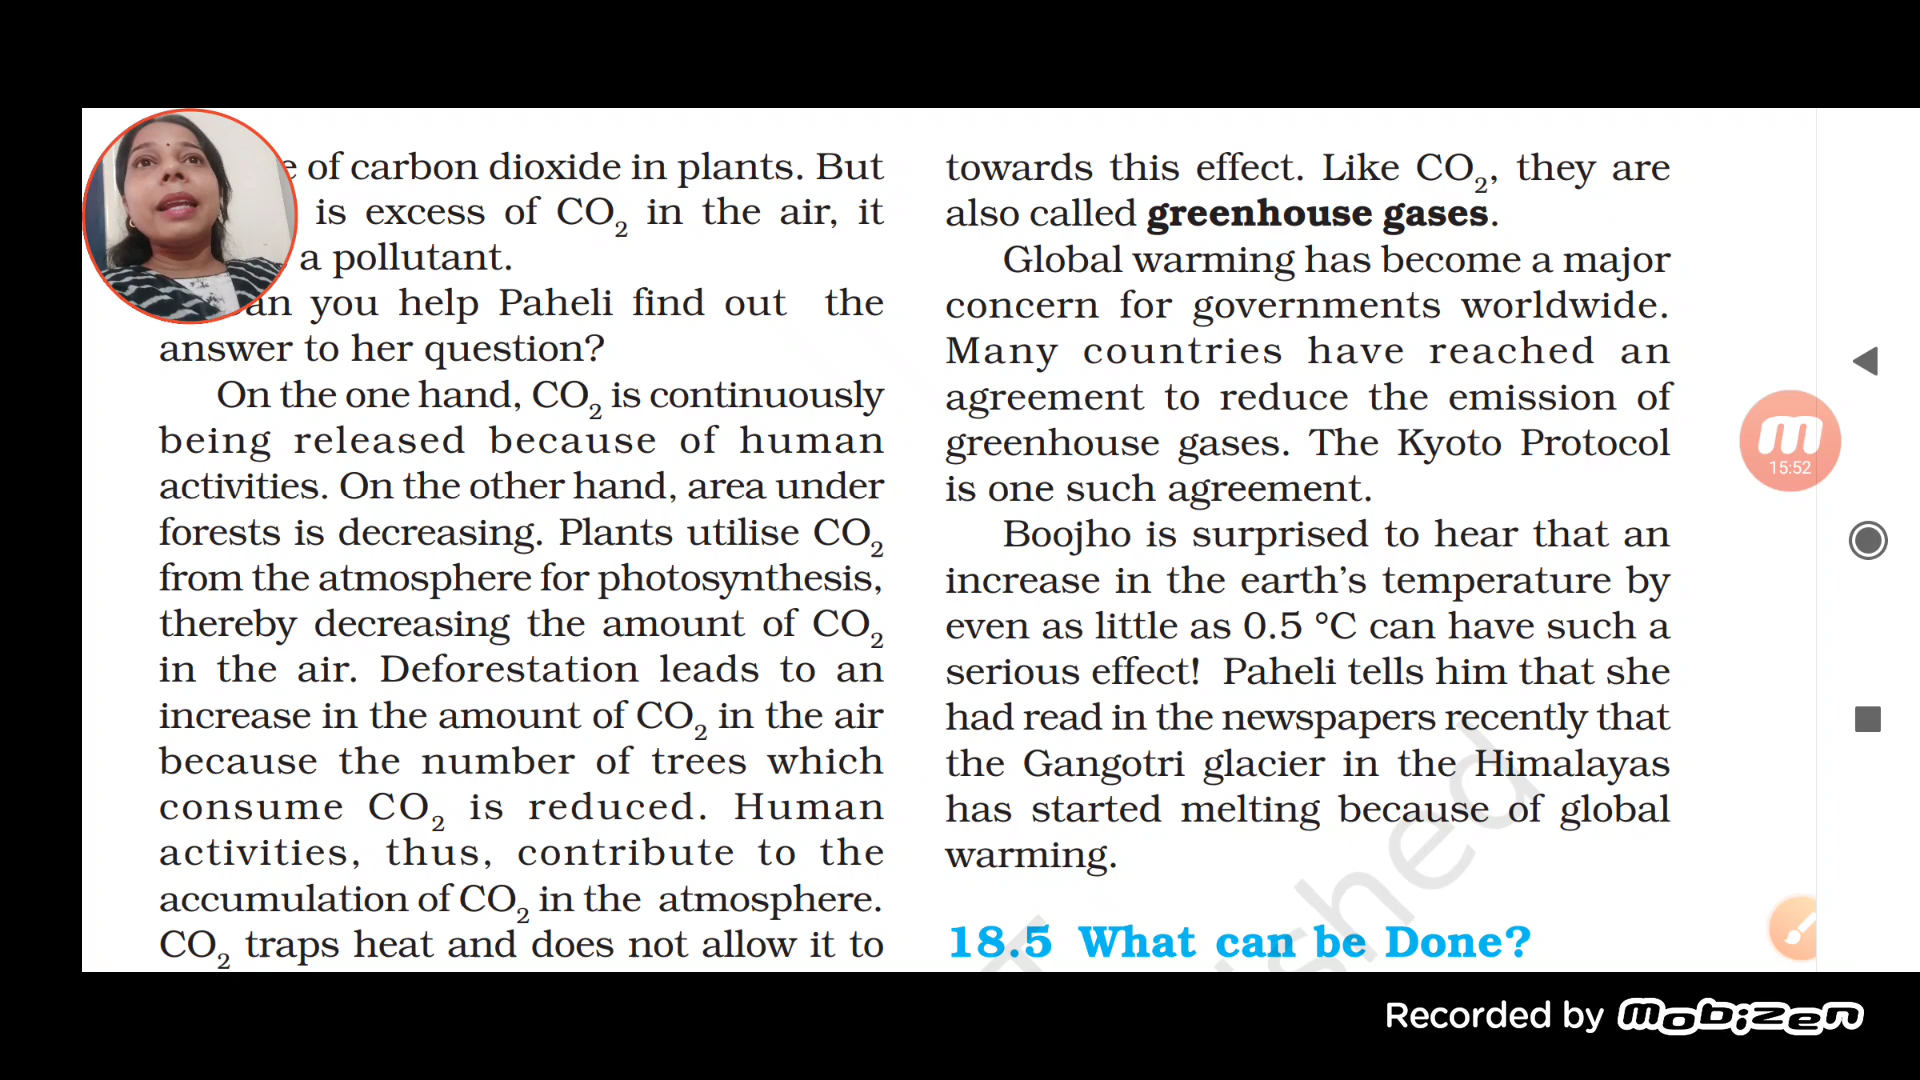 e of carbon dioxide in plants. But
is excess of CO₂ in the air, it
a pollutant.
an you help Paheli find out the
answer to her question?
On the one hand, CO₂ is continuously
being released because of human
activities. On the other hand, area under
forests is decreasing. Plants utilise CO₂
from the atmosphere for photosynthesis,
thereby decreasing the amount of CO₂
in the air. Deforestation leads to an
increase in the amount of CO₂ in the air
because the number of trees which
consume CO₂ is reduced. Human
activities, thus, contribute to the
accumulation of CO₂ in the atmosphere.
CO₂ traps heat and does not allow it to
towards this effect. Like CO₂, they are
also called greenhouse gases.
Global warming has become a major
concern for governments worldwide.
Many countries have reached an
agreement to reduce the emission of
greenhouse gases. The Kyoto Protocol
is one such agreement.
Boojho is surprised to hear that an
increase in the earth's temperature by
even as little as 0.5 °C can have such a
serious effect! Paheli tells him that she
had read in the newspapers recently that
the Gangotri glacier in the Himalayas
has started melting because of global
warming.
18.5 What can be Done?
shed
m
15:52
Recorded by mobizen